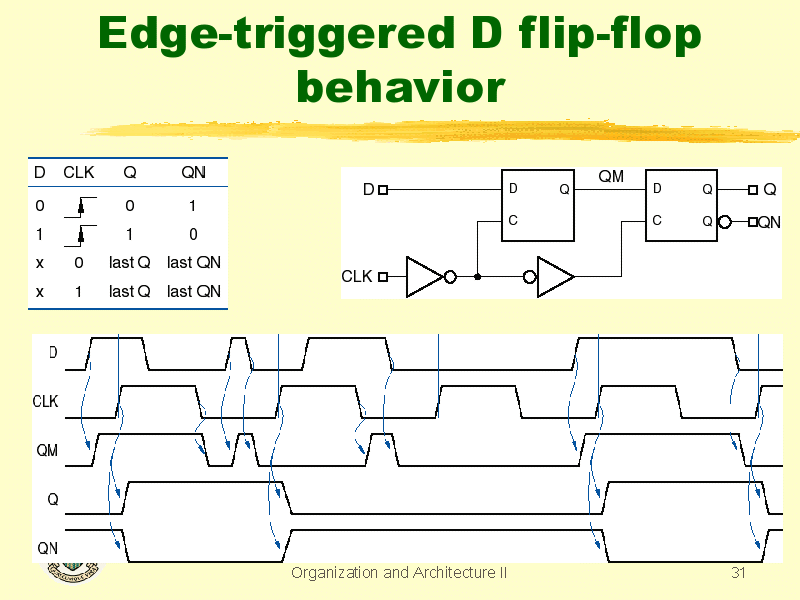 Edge-triggered D flip-flop
behavior
D CLK Q QN
0 0 1
1 1 0
x 0 last Q last QN
x 1 last Q last QN
D D Q QM D Q Q
C C Q QN
CLK
D
CLK
QM
Q
QN
Organization and Architecture II 31